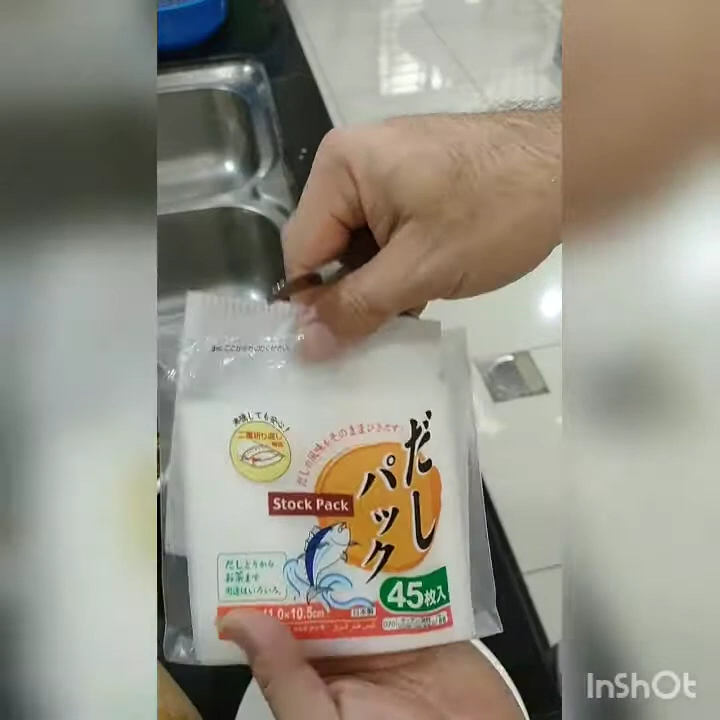 沸騰しても安心!
二重折り返し
だしの風味をそのままひきだす!
だし
パック
Stock Pack
だしとりから
お茶まで
用途はいろいろ。
45枚入
11.0×10.5cm
日本製
InShOt